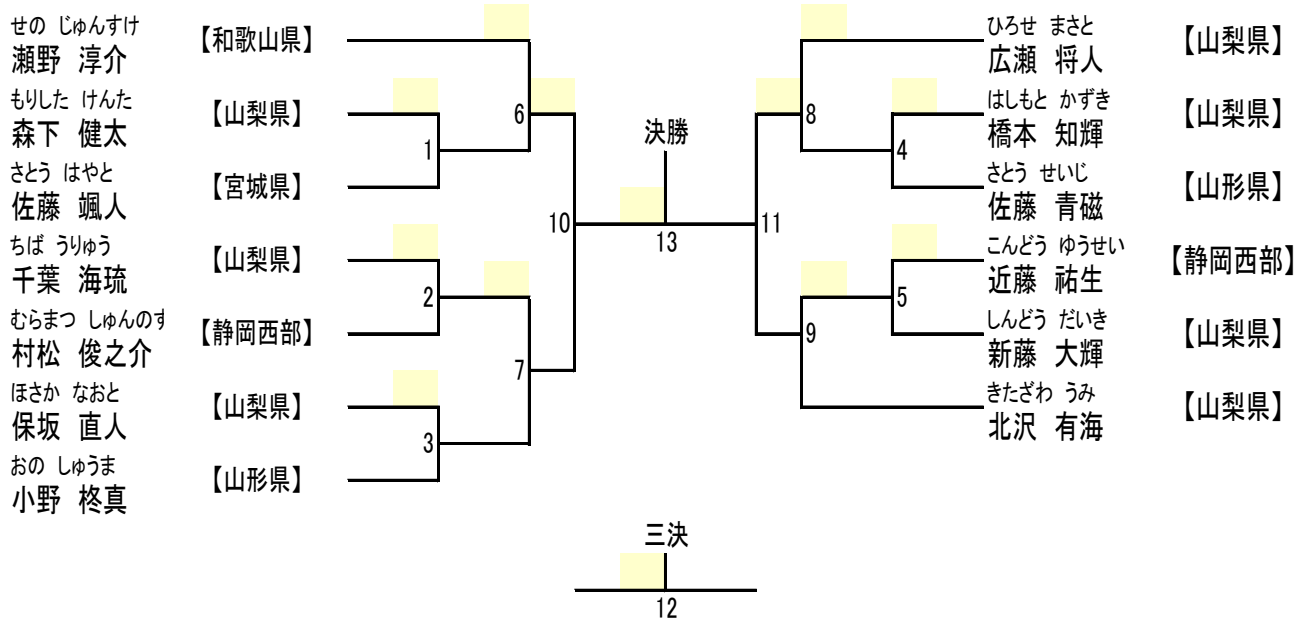 せの じゅんすけ
瀬野 淳介 【和歌山県】
もりした けんた
森下 健太 【山梨県】
さとう はやと
佐藤 颯人 【宮城県】
ちば うりゅう
千葉 海琉 【山梨県】
むらまつ しゅんのす
村松 俊之介 【静岡西部】
ほさか なおと
保坂 直人 【山梨県】
おの しゅうま
小野 柊真 【山形県】
1
2
3
6
7
10
決勝
13
11
8
9
4
5
ひろせ まさと
広瀬 将人 【山梨県】
はしもと かずき
橋本 知輝 【山梨県】
さとう せいじ
佐藤 青磁 【山形県】
こんどう ゆうせい
近藤 祐生 【静岡西部】
しんどう だいき
新藤 大輝 【山梨県】
きたざわ うみ
北沢 有海 【山梨県】
三決
12